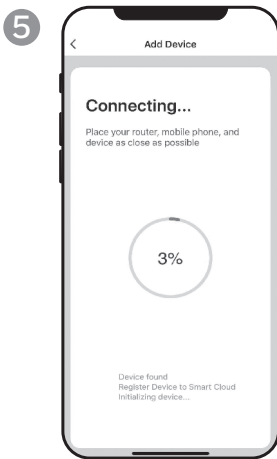 5
Add Device
Connecting...
Place your router, mobile phone, and
device as close as possible
3%
Device found
Register Device to Smart Cloud
Initializing device...